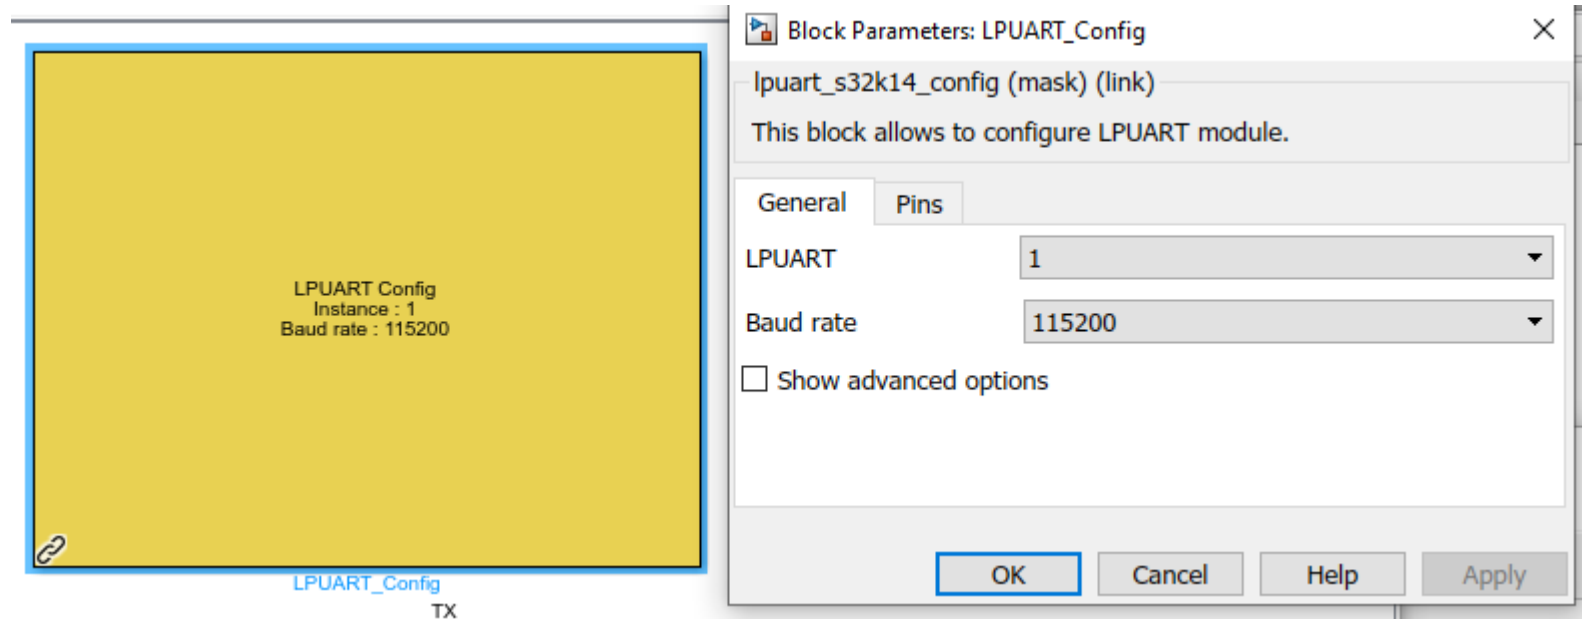 LPUART Config
Instance : 1
Baud rate : 115200
LPUART_Config
TX
Block Parameters: LPUART_Config
lpuart_s32k14_config (mask) (link)
This block allows to configure LPUART module.
General Pins
LPUART 1
Baud rate 115200
Show advanced options
OK Cancel Help Apply